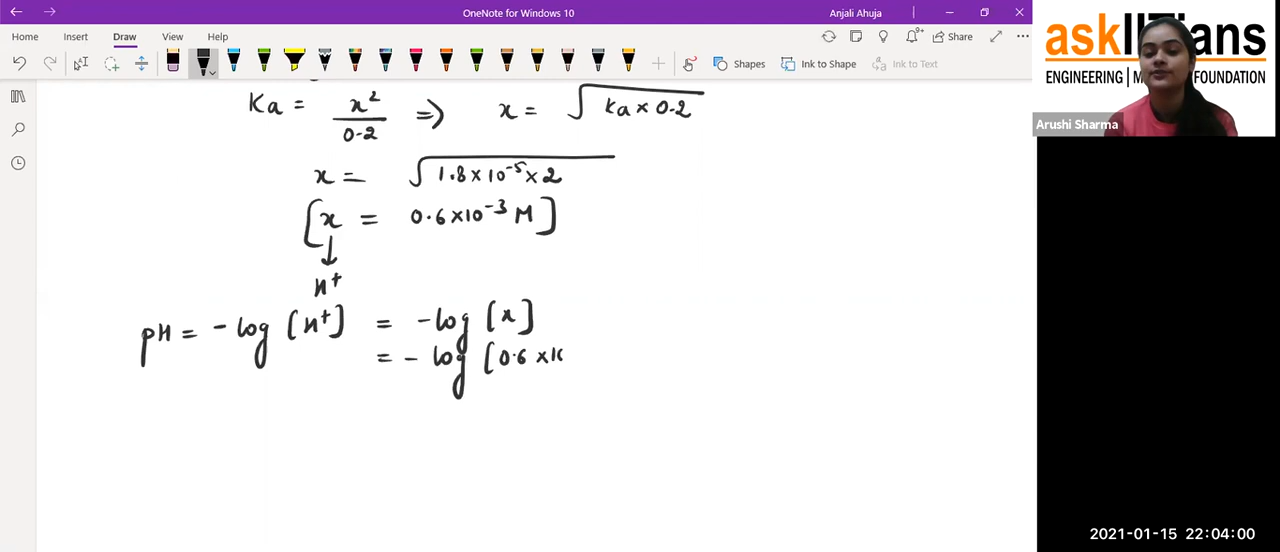 OneNote for Windows 10
Anjali Ahuja
Home Insert Draw View Help
Share
Shapes
Ink to Shape
Ink to Text
Ka = x²/0.2 => x = √Ka × 0.2
x = √1.8 × 10⁻⁵ × 2
[x = 0.6 × 10⁻³ M]
↓
H⁺
pH = -log [H⁺] = -log [x]
= - log [0.6 × 1
askIITians
ENGINEERING | M FOUNDATION
Arushi Sharma
2021-01-15 22:04:00